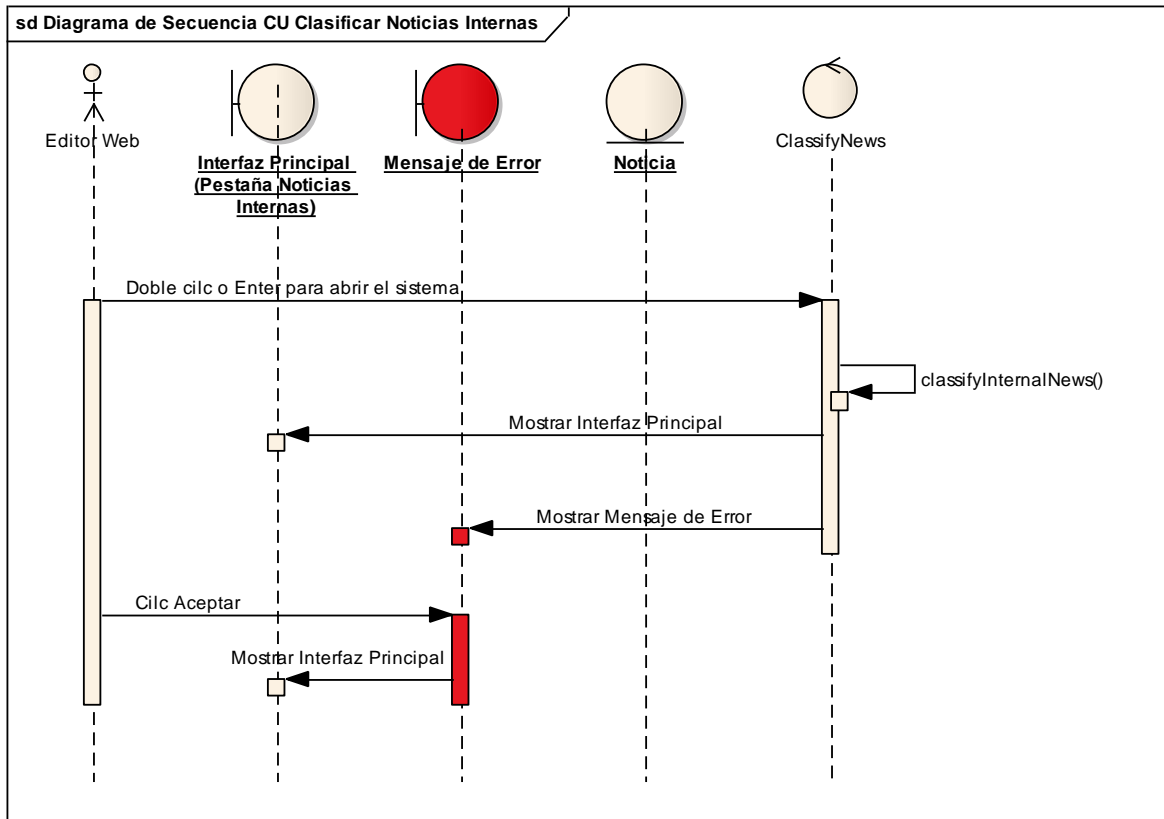 sd Diagrama de Secuencia CU Clasificar Noticias Internas
Editor Web
Interfaz Principal
(Pestaña Noticias
Internas)
Mensaje de Error
Noticia
ClassifyNews
Doble cilc o Enter para abrir el sistema
classifyInternalNews()
Mostrar Interfaz Principal
Mostrar Mensaje de Error
Cilc Aceptar
Mostrar Interfaz Principal